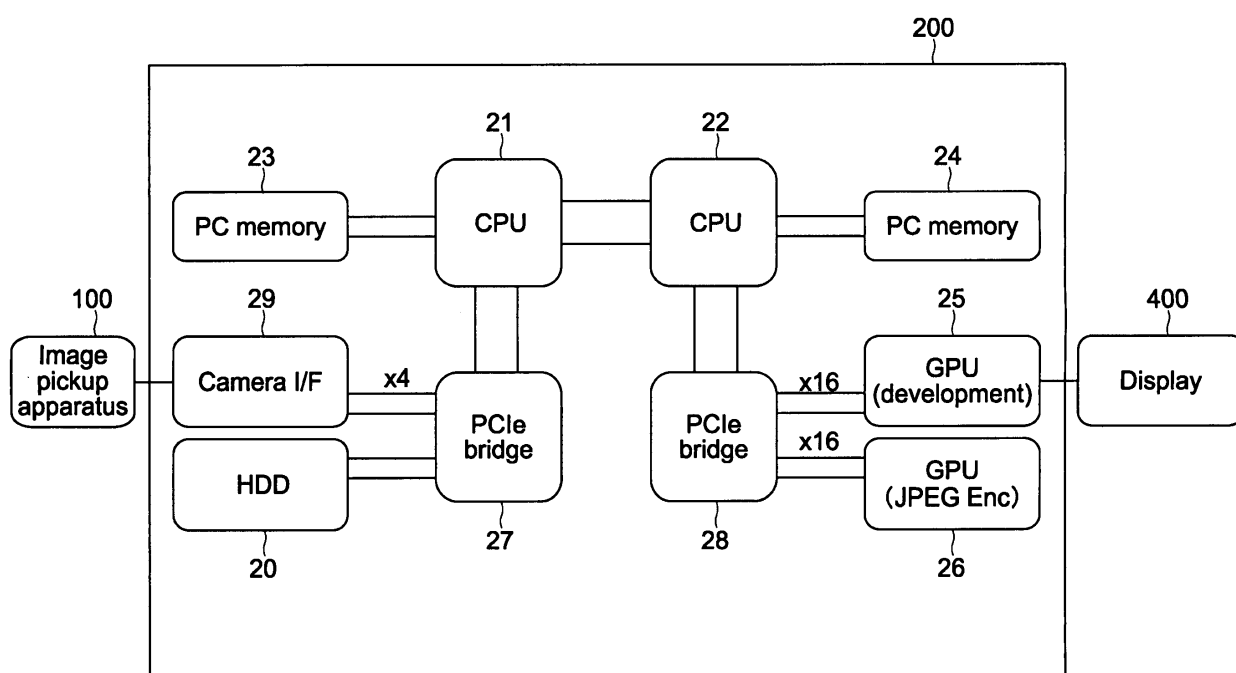 200
21
22
23
24
PC memory
CPU
CPU
PC memory
100
29
25
400
Image
pickup
apparatus
Camera I/F
x4
PCIe
bridge
PCIe
bridge
x16
GPU
(development)
Display
HDD
x16
GPU
(JPEG Enc)
20
27
28
26